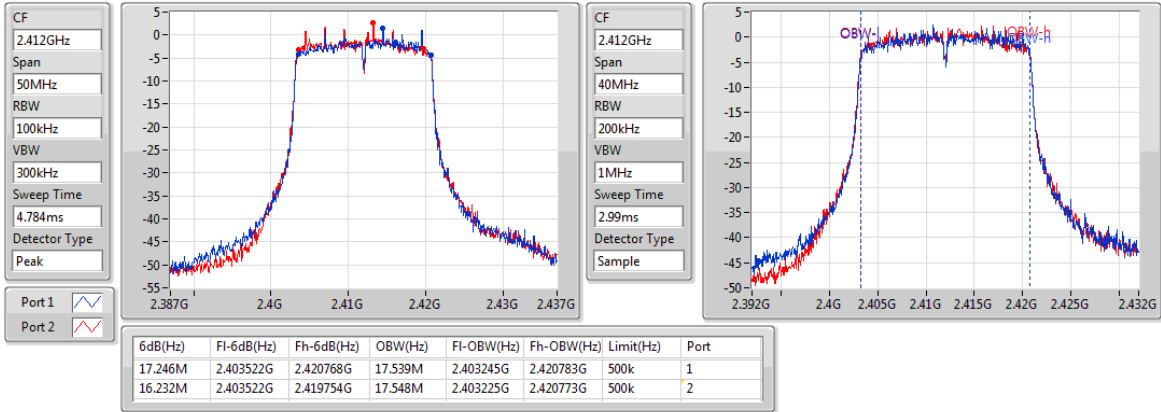 CF
2.412GHz
Span
50MHz
RBW
100kHz
VBW
300kHz
Sweep Time
4.784ms
Detector Type
Peak
Port 1
Port 2
5
0
-5
-10
-15
-20
-25
-30
-35
-40
-45
-50
-55
2.387G 2.4G 2.41G 2.42G 2.43G 2.437G
CF
2.412GHz
Span
40MHz
RBW
200kHz
VBW
1MHz
Sweep Time
2.99ms
Detector Type
Sample
5
0
-5
-10
-15
-20
-25
-30
-35
-40
-45
-50
OBW-l OBW-h
OBW-h
2.392G 2.4G 2.405G 2.41G 2.415G 2.42G 2.425G 2.432G
6dB(Hz) Fl-6dB(Hz) Fh-6dB(Hz) OBW(Hz) Fl-OBW(Hz) Fh-OBW(Hz) Limit(Hz) Port
17.246M 2.403522G 2.420768G 17.539M 2.403245G 2.420783G 500k 1
16.232M 2.403522G 2.419754G 17.548M 2.403225G 2.420773G 500k 2